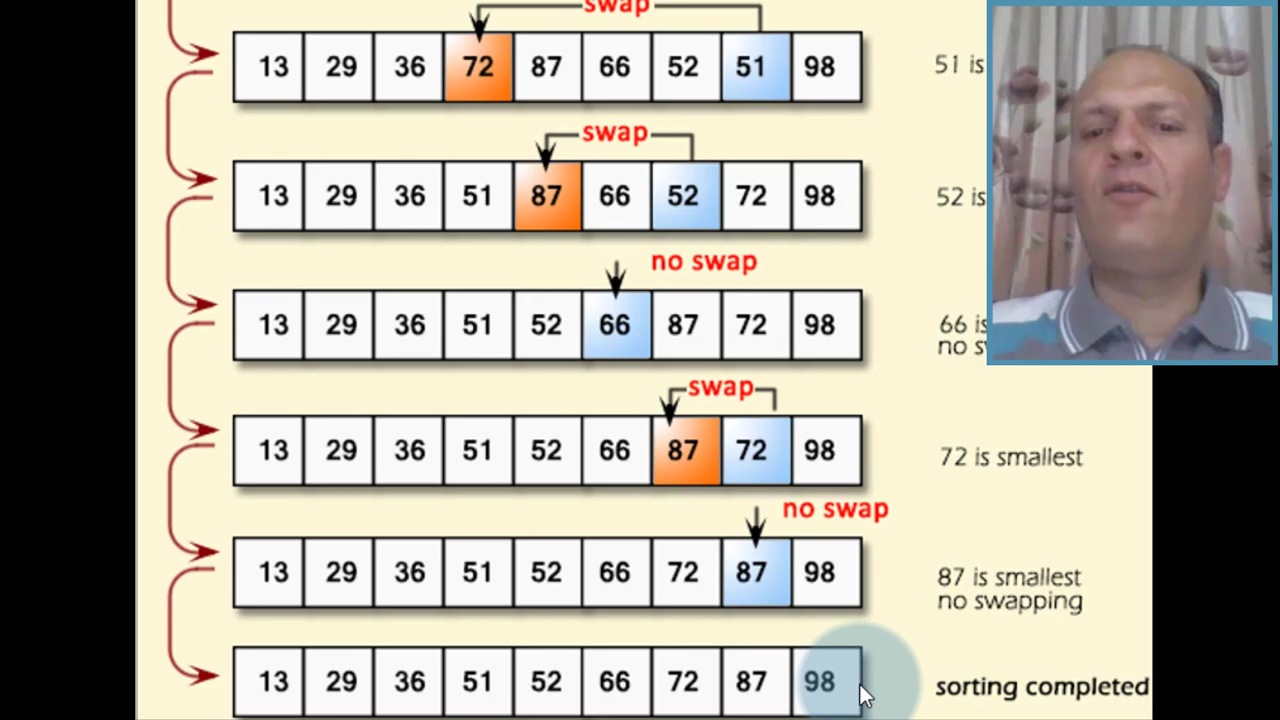 swap
13 29 36 72 87 66 52 51 98
51 is
swap
13 29 36 51 87 66 52 72 98
52 is
no swap
13 29 36 51 52 66 87 72 98
66 is
no
swap
13 29 36 51 52 66 87 72 98
72 is smallest
no swap
13 29 36 51 52 66 72 87 98
87 is smallest
no swapping
13 29 36 51 52 66 72 87 98
sorting completed